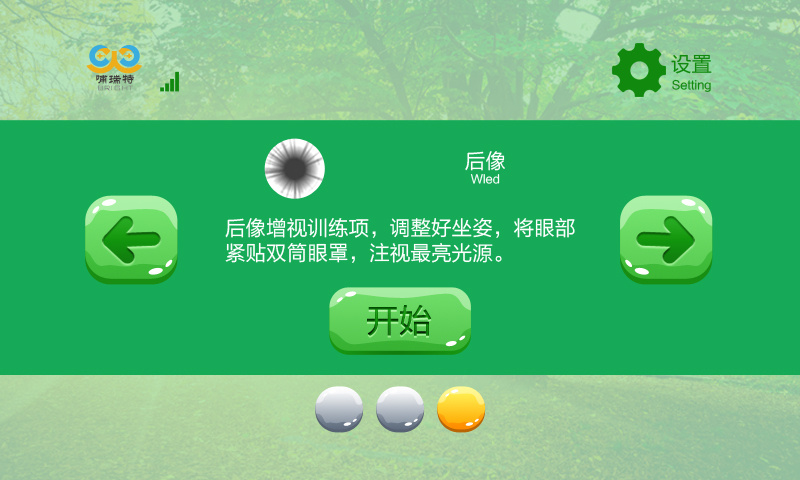 哺瑞特
BRIGHT
设置
Setting
后像
Wled
后像增视训练项，调整好坐姿，将眼部
紧贴双筒眼罩，注视最亮光源。
开始